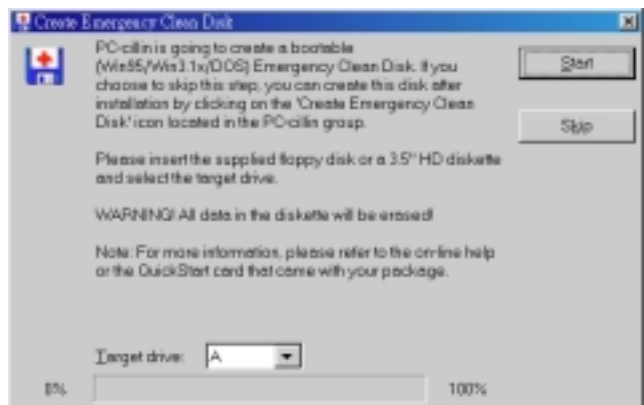 Create Emergency Clean Disk
PC-cillin is going to create a bootable
(Win95/Win3.1x/DOS) Emergency Clean Disk. If you
choose to skip this step, you can create this disk after
installation by clicking on the 'Create Emergency Clean
Disk' icon located in the PC-cillin group.
Start
Skip
Please insert the supplied floppy disk or a 3.5" HD diskette
and select the target drive.
WARNING! All data in the diskette will be erased!
Note: For more information, please refer to the on-line help
or the QuickStart card that came with your package.
Target drive: A
0% 100%